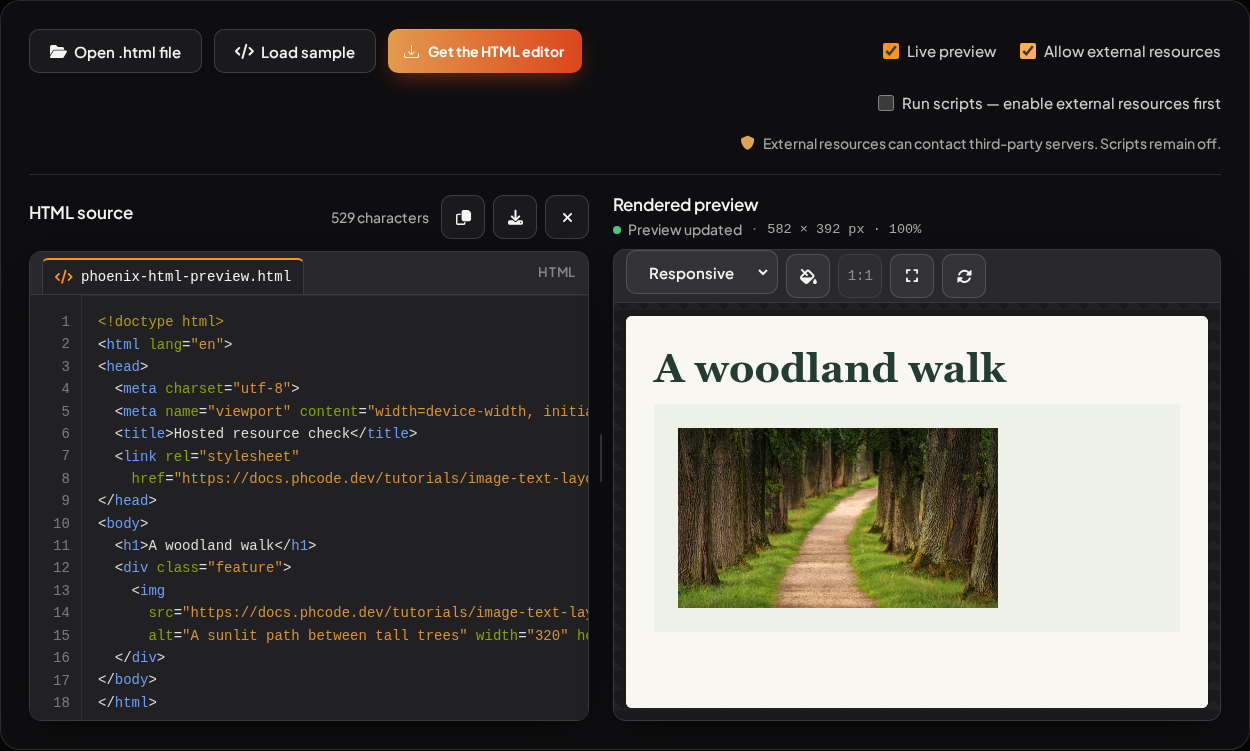 Open .html file
Load sample
Get the HTML editor
Live preview
Allow external resources
Run scripts — enable external resources first
External resources can contact third-party servers. Scripts remain off.
HTML source
529 characters
phoenix-html-preview.html
HTML
1 <!doctype html>
2 <html lang="en">
3 <head>
4 <meta charset="utf-8">
5 <meta name="viewport" content="width=device-width, initia
6 <title>Hosted resource check</title>
7 <link rel="stylesheet"
8 href="https://docs.phcode.dev/tutorials/image-text-layo
9 </head>
10 <body>
11 <h1>A woodland walk</h1>
12 <div class="feature">
13 <img
14 src="https://docs.phcode.dev/tutorials/image-text-lay
15 alt="A sunlit path between tall trees" width="320" he
16 </div>
17 </body>
18 </html>
Rendered preview
Preview updated · 582 × 392 px · 100%
Responsive
1:1
A woodland walk